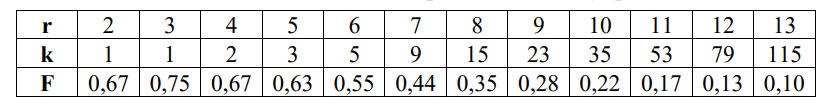 r 2 3 4 5 6 7 8 9 10 11 12 13
k 1 1 2 3 5 9 15 23 35 53 79 115
F 0,67 0,75 0,67 0,63 0,55 0,44 0,35 0,28 0,22 0,17 0,13 0,10